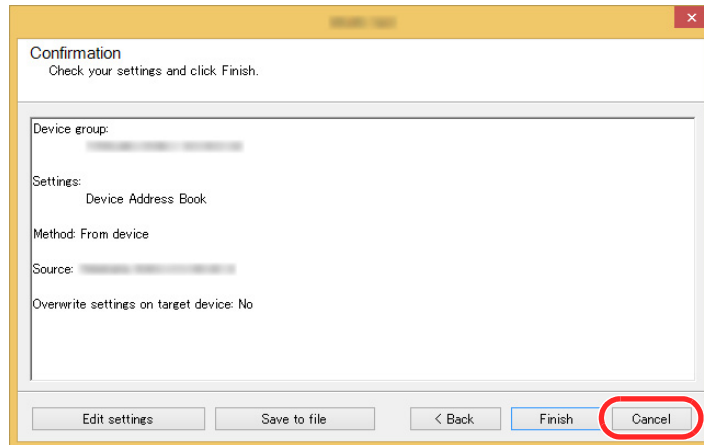 Confirmation
Check your settings and click Finish.
Device group:
Settings:
Device Address Book
Method: From device
Source:
Overwrite settings on target device: No
Edit settings
Save to file
< Back
Finish
Cancel